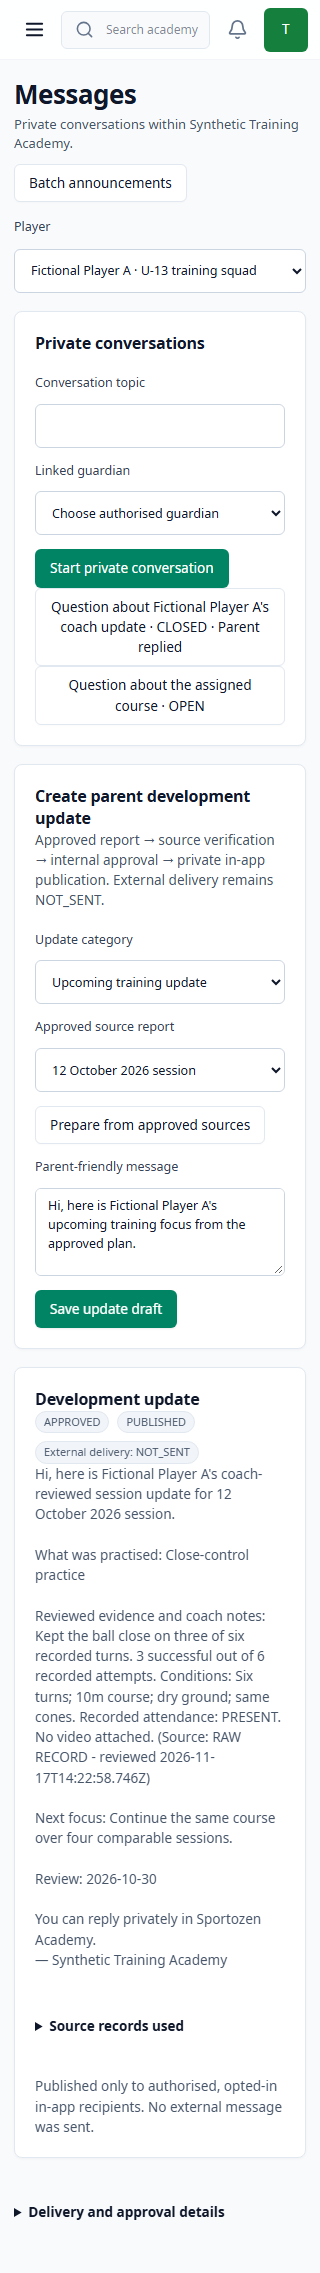 Search academy
T
Messages
Private conversations within Synthetic Training
Academy.
Batch announcements
Player
Fictional Player A · U-13 training squad
Private conversations
Conversation topic
Linked guardian
Choose authorised guardian
Start private conversation
Question about Fictional Player A's
coach update · CLOSED · Parent
replied
Question about the assigned
course · OPEN
Create parent development
update
Approved report → source verification
→ internal approval → private in-app
publication. External delivery remains
NOT_SENT.
Update category
Upcoming training update
Approved source report
12 October 2026 session
Prepare from approved sources
Parent-friendly message
Hi, here is Fictional Player A's
upcoming training focus from the
approved plan.
Save update draft
Development update
APPROVED PUBLISHED
External delivery: NOT_SENT
Hi, here is Fictional Player A's coach-
reviewed session update for 12
October 2026 session.
What was practised: Close-control
practice
Reviewed evidence and coach notes:
Kept the ball close on three of six
recorded turns. 3 successful out of 6
recorded attempts. Conditions: Six
turns; 10m course; dry ground; same
cones. Recorded attendance: PRESENT.
No video attached. (Source: RAW
RECORD - reviewed 2026-11-
17T14:22:58.746Z)
Next focus: Continue the same course
over four comparable sessions.
Review: 2026-10-30
You can reply privately in Sportozen
Academy.
— Synthetic Training Academy
Source records used
Published only to authorised, opted-in
in-app recipients. No external message
was sent.
Delivery and approval details